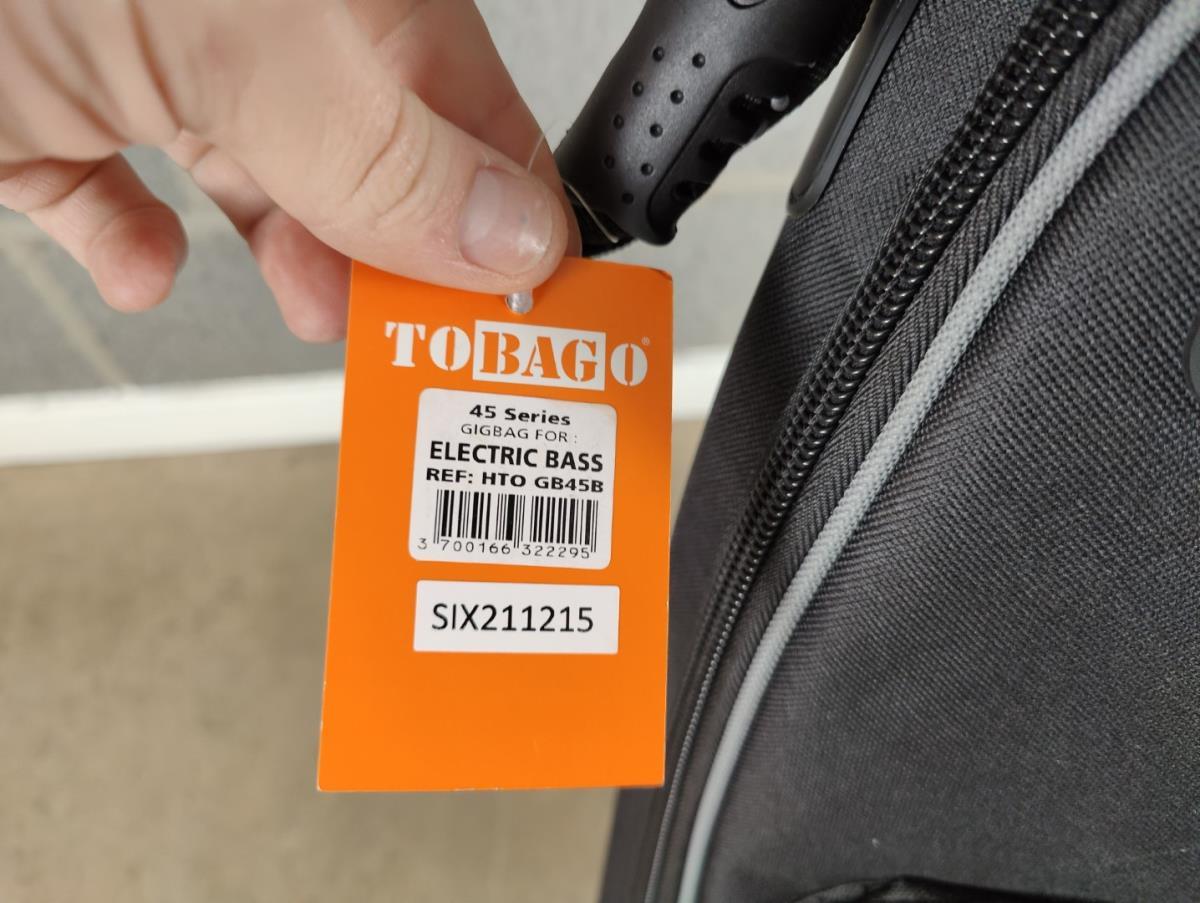 TOBAGO®
45 Series
GIGBAG FOR :
ELECTRIC BASS
REF: HTO GB45B
3 700166 322295
SIX211215